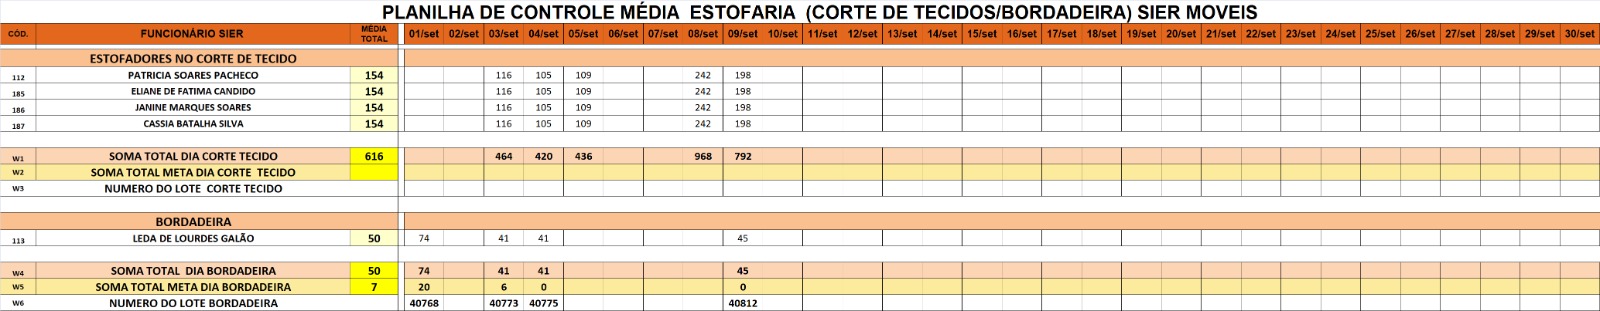 PLANILHA DE CONTROLE MÉDIA ESTOFARIA (CORTE DE TECIDOS/BORDADEIRA) SIER MOVEIS
CÓD. FUNCIONÁRIO SIER MÉDIA TOTAL 01/set 02/set 03/set 04/set 05/set 06/set 07/set 08/set 09/set 10/set 11/set 12/set 13/set 14/set 15/set 16/set 17/set 18/set 19/set 20/set 21/set 22/set 23/set 24/set 25/set 26/set 27/set 28/set 29/set 30/set
ESTOFADORES NO CORTE DE TECIDO
112 PATRICIA SOARES PACHECO 154 116 105 109 242 198
185 ELIANE DE FATIMA CANDIDO 154 116 105 109 242 198
186 JANINE MARQUES SOARES 154 116 105 109 242 198
187 CASSIA BATALHA SILVA 154 116 105 109 242 198
W1 SOMA TOTAL DIA CORTE TECIDO 616 464 420 436 968 792
W2 SOMA TOTAL META DIA CORTE TECIDO
W3 NUMERO DO LOTE CORTE TECIDO
BORDADEIRA
113 LEDA DE LOURDES GALÃO 50 74 41 41 45
W4 SOMA TOTAL DIA BORDADEIRA 50 74 41 41 45
W5 SOMA TOTAL META DIA BORDADEIRA 7 20 6 0 0
W6 NUMERO DO LOTE BORDADEIRA 40768 40773 40775 40812